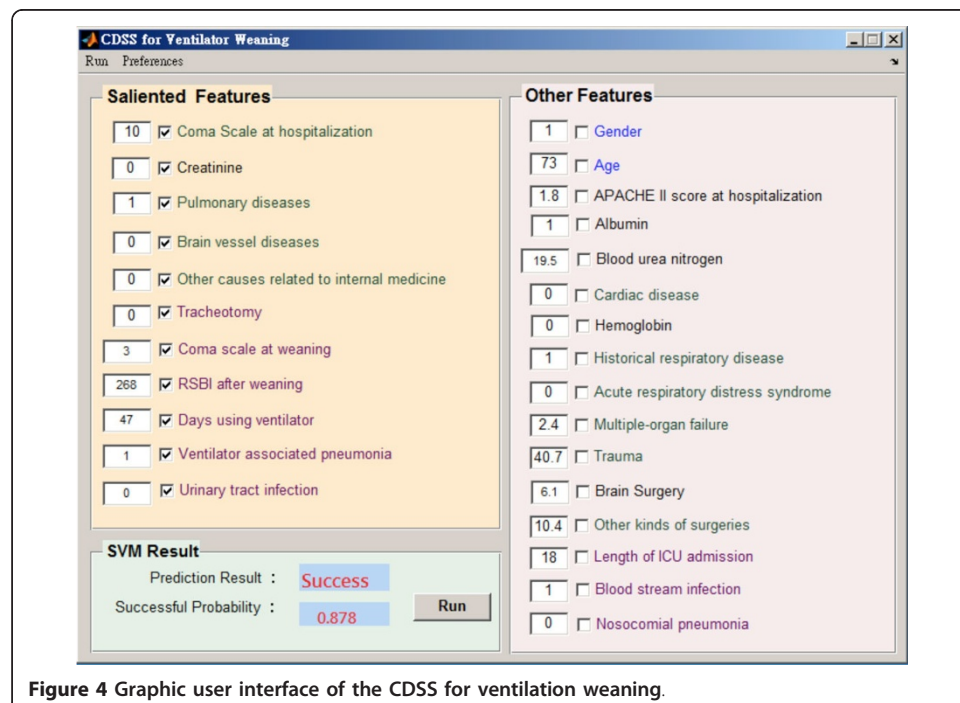 CDSS for Ventilator Weaning
Run Preferences
Saliented Features
10 Coma Scale at hospitalization
0 Creatinine
1 Pulmonary diseases
0 Brain vessel diseases
0 Other causes related to internal medicine
0 Tracheotomy
3 Coma scale at weaning
268 RSBI after weaning
47 Days using ventilator
1 Ventilator associated pneumonia
0 Urinary tract infection
SVM Result
Prediction Result : Success
Successful Probability : 0.878
Run
Other Features
1 Gender
73 Age
1.8 APACHE II score at hospitalization
1 Albumin
19.5 Blood urea nitrogen
0 Cardiac disease
0 Hemoglobin
1 Historical respiratory disease
0 Acute respiratory distress syndrome
2.4 Multiple-organ failure
40.7 Trauma
6.1 Brain Surgery
10.4 Other kinds of surgeries
18 Length of ICU admission
1 Blood stream infection
0 Nosocomial pneumonia
Figure 4 Graphic user interface of the CDSS for ventilation weaning.